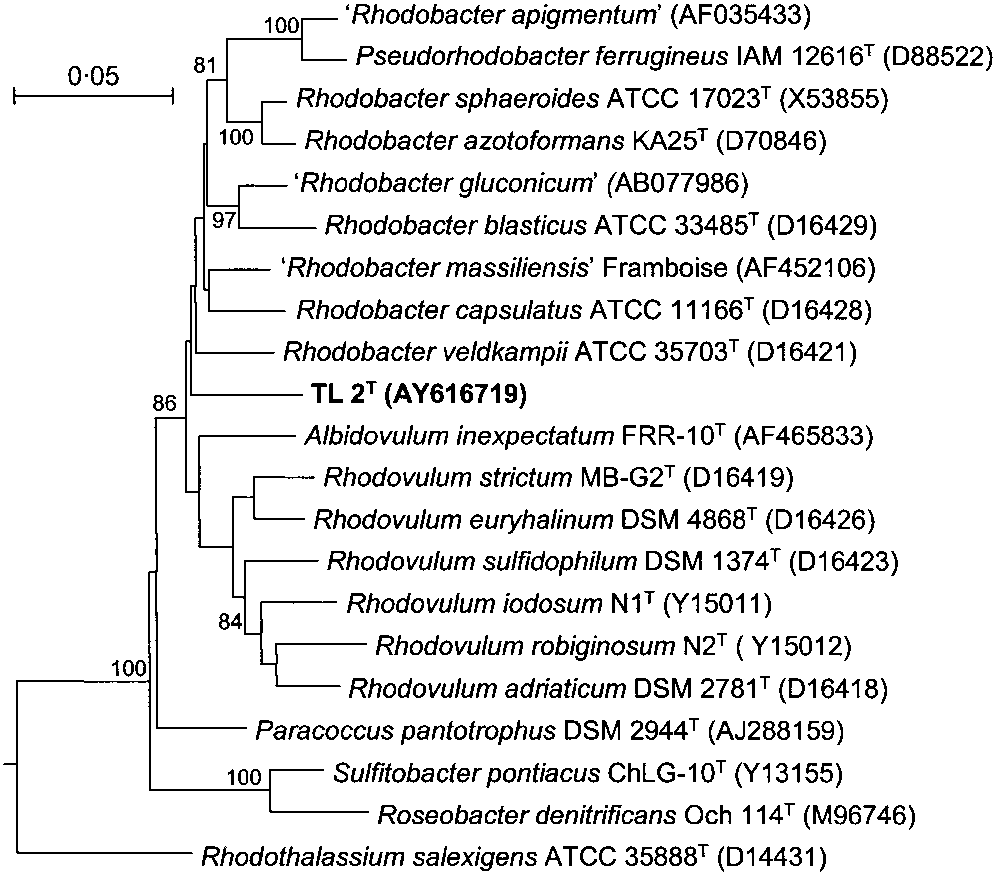 100
'Rhodobacter apigmentum' (AF035433)
Pseudorhodobacter ferrugineus IAM 12616ᵀ (D88522)
81
0·05
Rhodobacter sphaeroides ATCC 17023ᵀ (X53855)
100
Rhodobacter azotoformans KA25ᵀ (D70846)
'Rhodobacter gluconicum' (AB077986)
97
Rhodobacter blasticus ATCC 33485ᵀ (D16429)
'Rhodobacter massiliensis' Framboise (AF452106)
Rhodobacter capsulatus ATCC 11166ᵀ (D16428)
Rhodobacter veldkampii ATCC 35703ᵀ (D16421)
TL 2ᵀ (AY616719)
86
Albidovulum inexpectatum FRR-10ᵀ (AF465833)
Rhodovulum strictum MB-G2ᵀ (D16419)
Rhodovulum euryhalinum DSM 4868ᵀ (D16426)
Rhodovulum sulfidophilum DSM 1374ᵀ (D16423)
Rhodovulum iodosum N1ᵀ (Y15011)
84
Rhodovulum robiginosum N2ᵀ ( Y15012)
100
Rhodovulum adriaticum DSM 2781ᵀ (D16418)
Paracoccus pantotrophus DSM 2944ᵀ (AJ288159)
100
Sulfitobacter pontiacus ChLG-10ᵀ (Y13155)
Roseobacter denitrificans Och 114ᵀ (M96746)
Rhodothalassium salexigens ATCC 35888ᵀ (D14431)